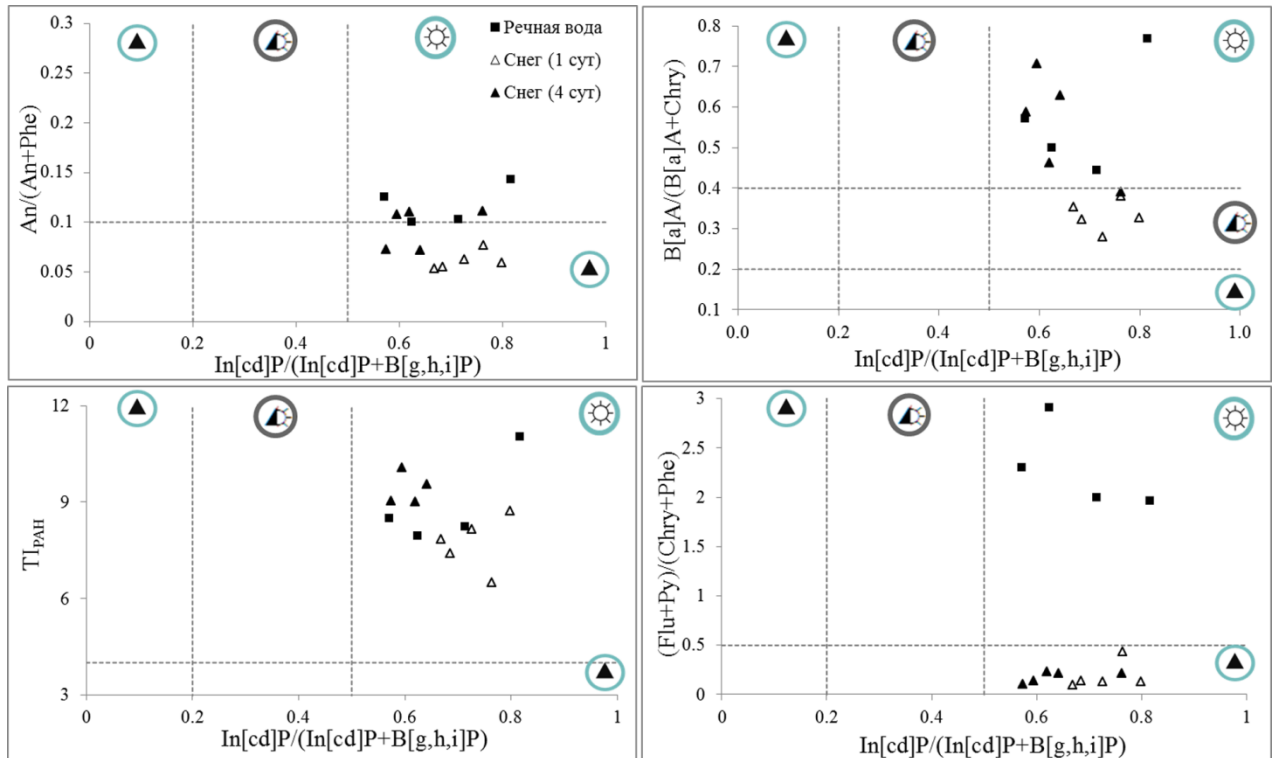 An/(An+Phe)
0.3
0.25
0.2
0.15
0.1
0.05
0
0 0.2 0.4 0.6 0.8 1
In[cd]P/(In[cd]P+B[g,h,i]P)
Речная вода
Снег (1 сут)
Снег (4 сут)
B[a]A/(B[a]A+Chry)
0.8
0.7
0.6
0.5
0.4
0.3
0.2
0.1
0.0 0.2 0.4 0.6 0.8 1.0
In[cd]P/(In[cd]P+B[g,h,i]P)
TIPAH
12
9
6
3
0 0.2 0.4 0.6 0.8 1
In[cd]P/(In[cd]P+B[g,h,i]P)
(Flu+Py)/(Chry+Phe)
3
2.5
2
1.5
1
0.5
0
0 0.2 0.4 0.6 0.8 1
In[cd]P/(In[cd]P+B[g,h,i]P)